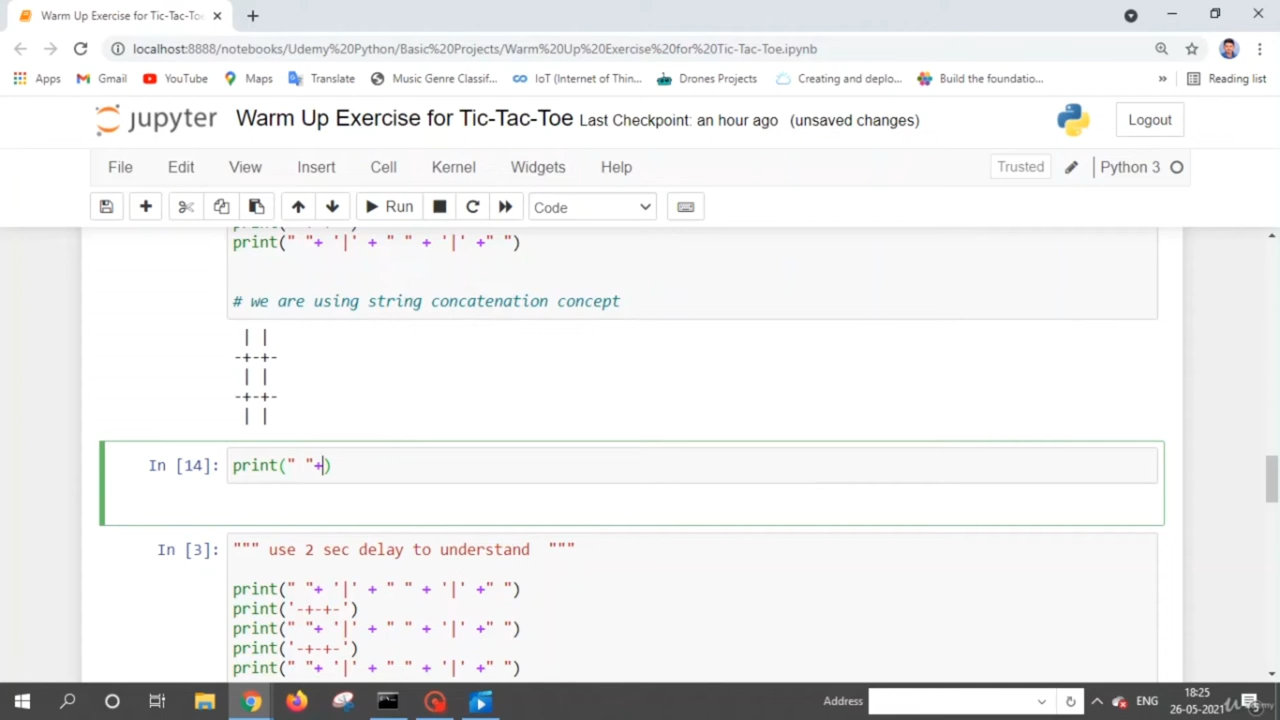 Warm Up Exercise for Tic-Tac-To
localhost:8888/notebooks/Udemy%20Python/Basic%20Projects/Warm%20Up%20Exercise%20for%20Tic-Tac-Toe.ipynb
Apps Gmail YouTube Maps Translate Music Genre Classif... IoT (Internet of Thin... Drones Projects Creating and deplo... Build the foundatio... » Reading list
jupyter Warm Up Exercise for Tic-Tac-Toe Last Checkpoint: an hour ago (unsaved changes) Logout
File Edit View Insert Cell Kernel Widgets Help Trusted Python 3
Run Code
print(" "+ '|' + " " + '|' +" ")
# we are using string concatenation concept
| |
-+-+-
| |
-+-+-
| |
In [14]: print(" "+)
In [3]: """ use 2 sec delay to understand """
print(" "+ '|' + " " + '|' +" ")
print('-+-+-')
print(" "+ '|' + " " + '|' +" ")
print('-+-+-')
print(" "+ '|' + " " + '|' +" ")
Address ENG 18:25
26-05-2021